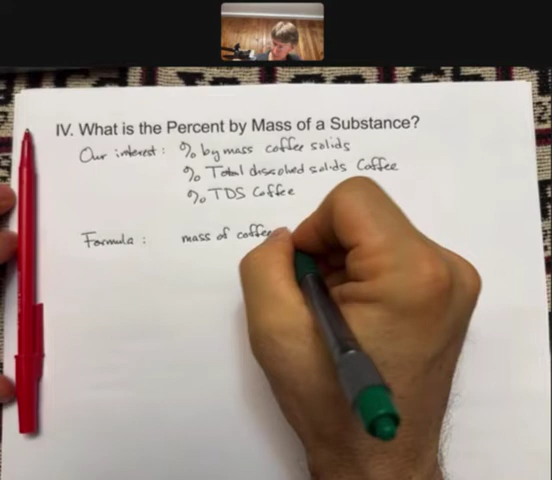 IV. What is the Percent by Mass of a Substance?
Our interest: % by mass coffee solids
% Total dissolved solids Coffee
% TDS Coffee
Formula: mass of coffee